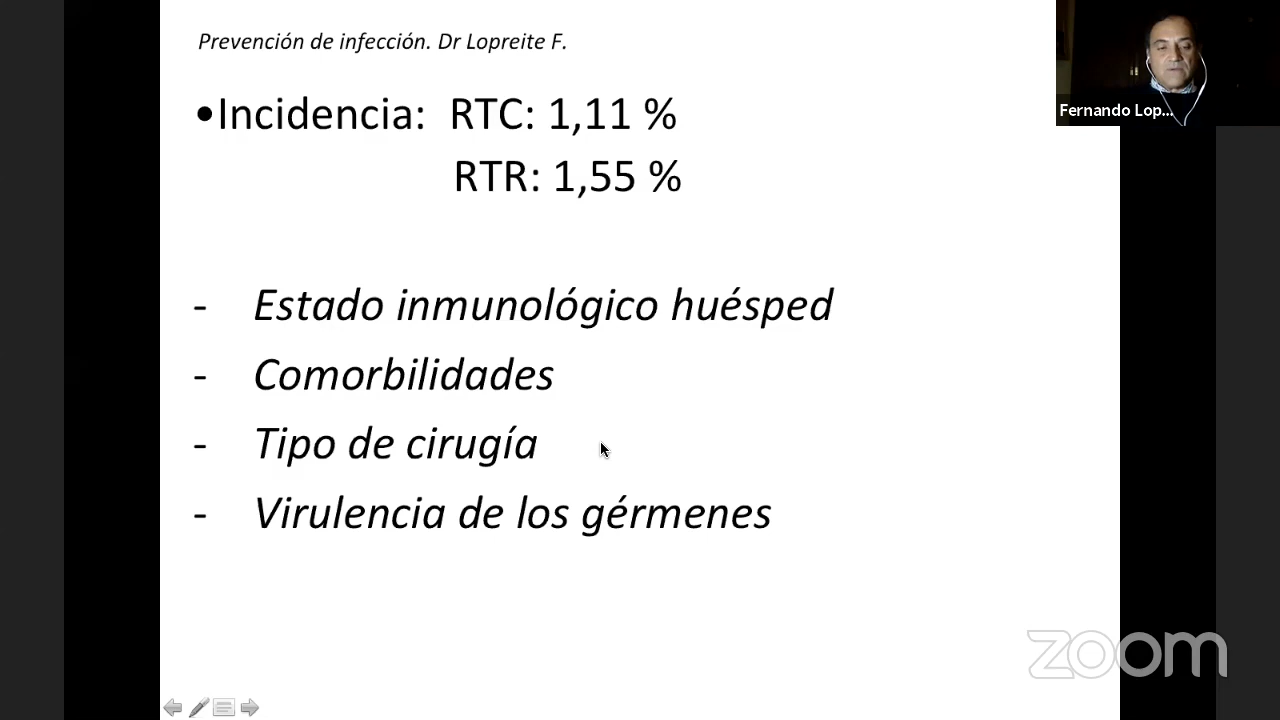 Prevención de infección. Dr Lopreite F.
•Incidencia: RTC: 1,11 %
RTR: 1,55 %
- Estado inmunológico huésped
- Comorbilidades
- Tipo de cirugía
- Virulencia de los gérmenes
Fernando Lop...
zoom